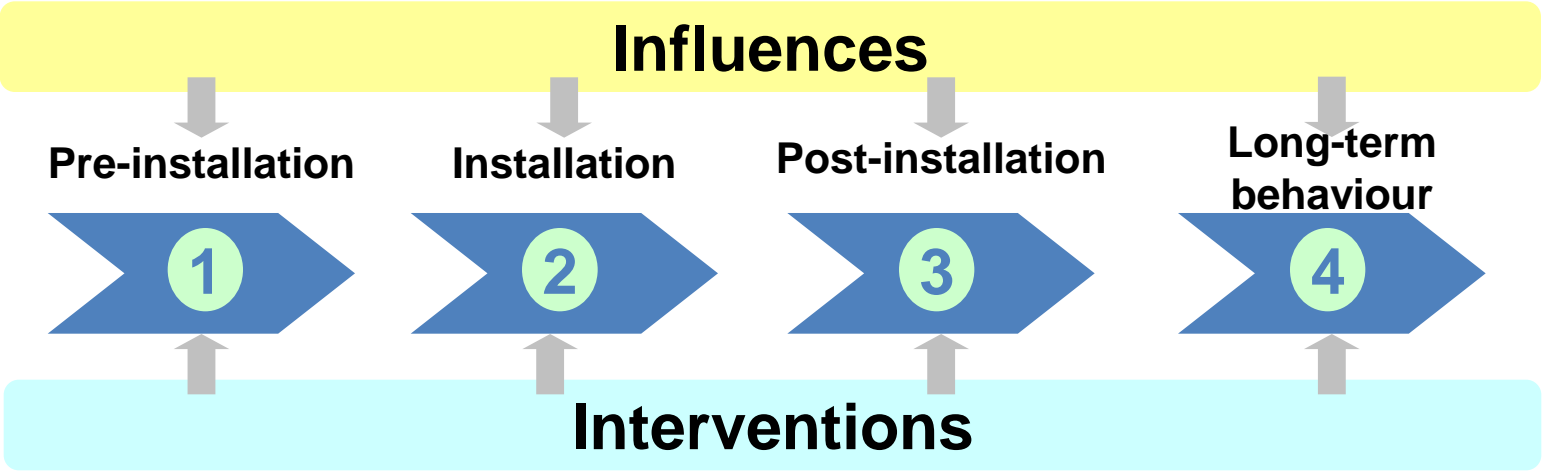 Influences
Pre-installation
Installation
Post-installation
Long-term
behaviour
1
2
3
4
Interventions